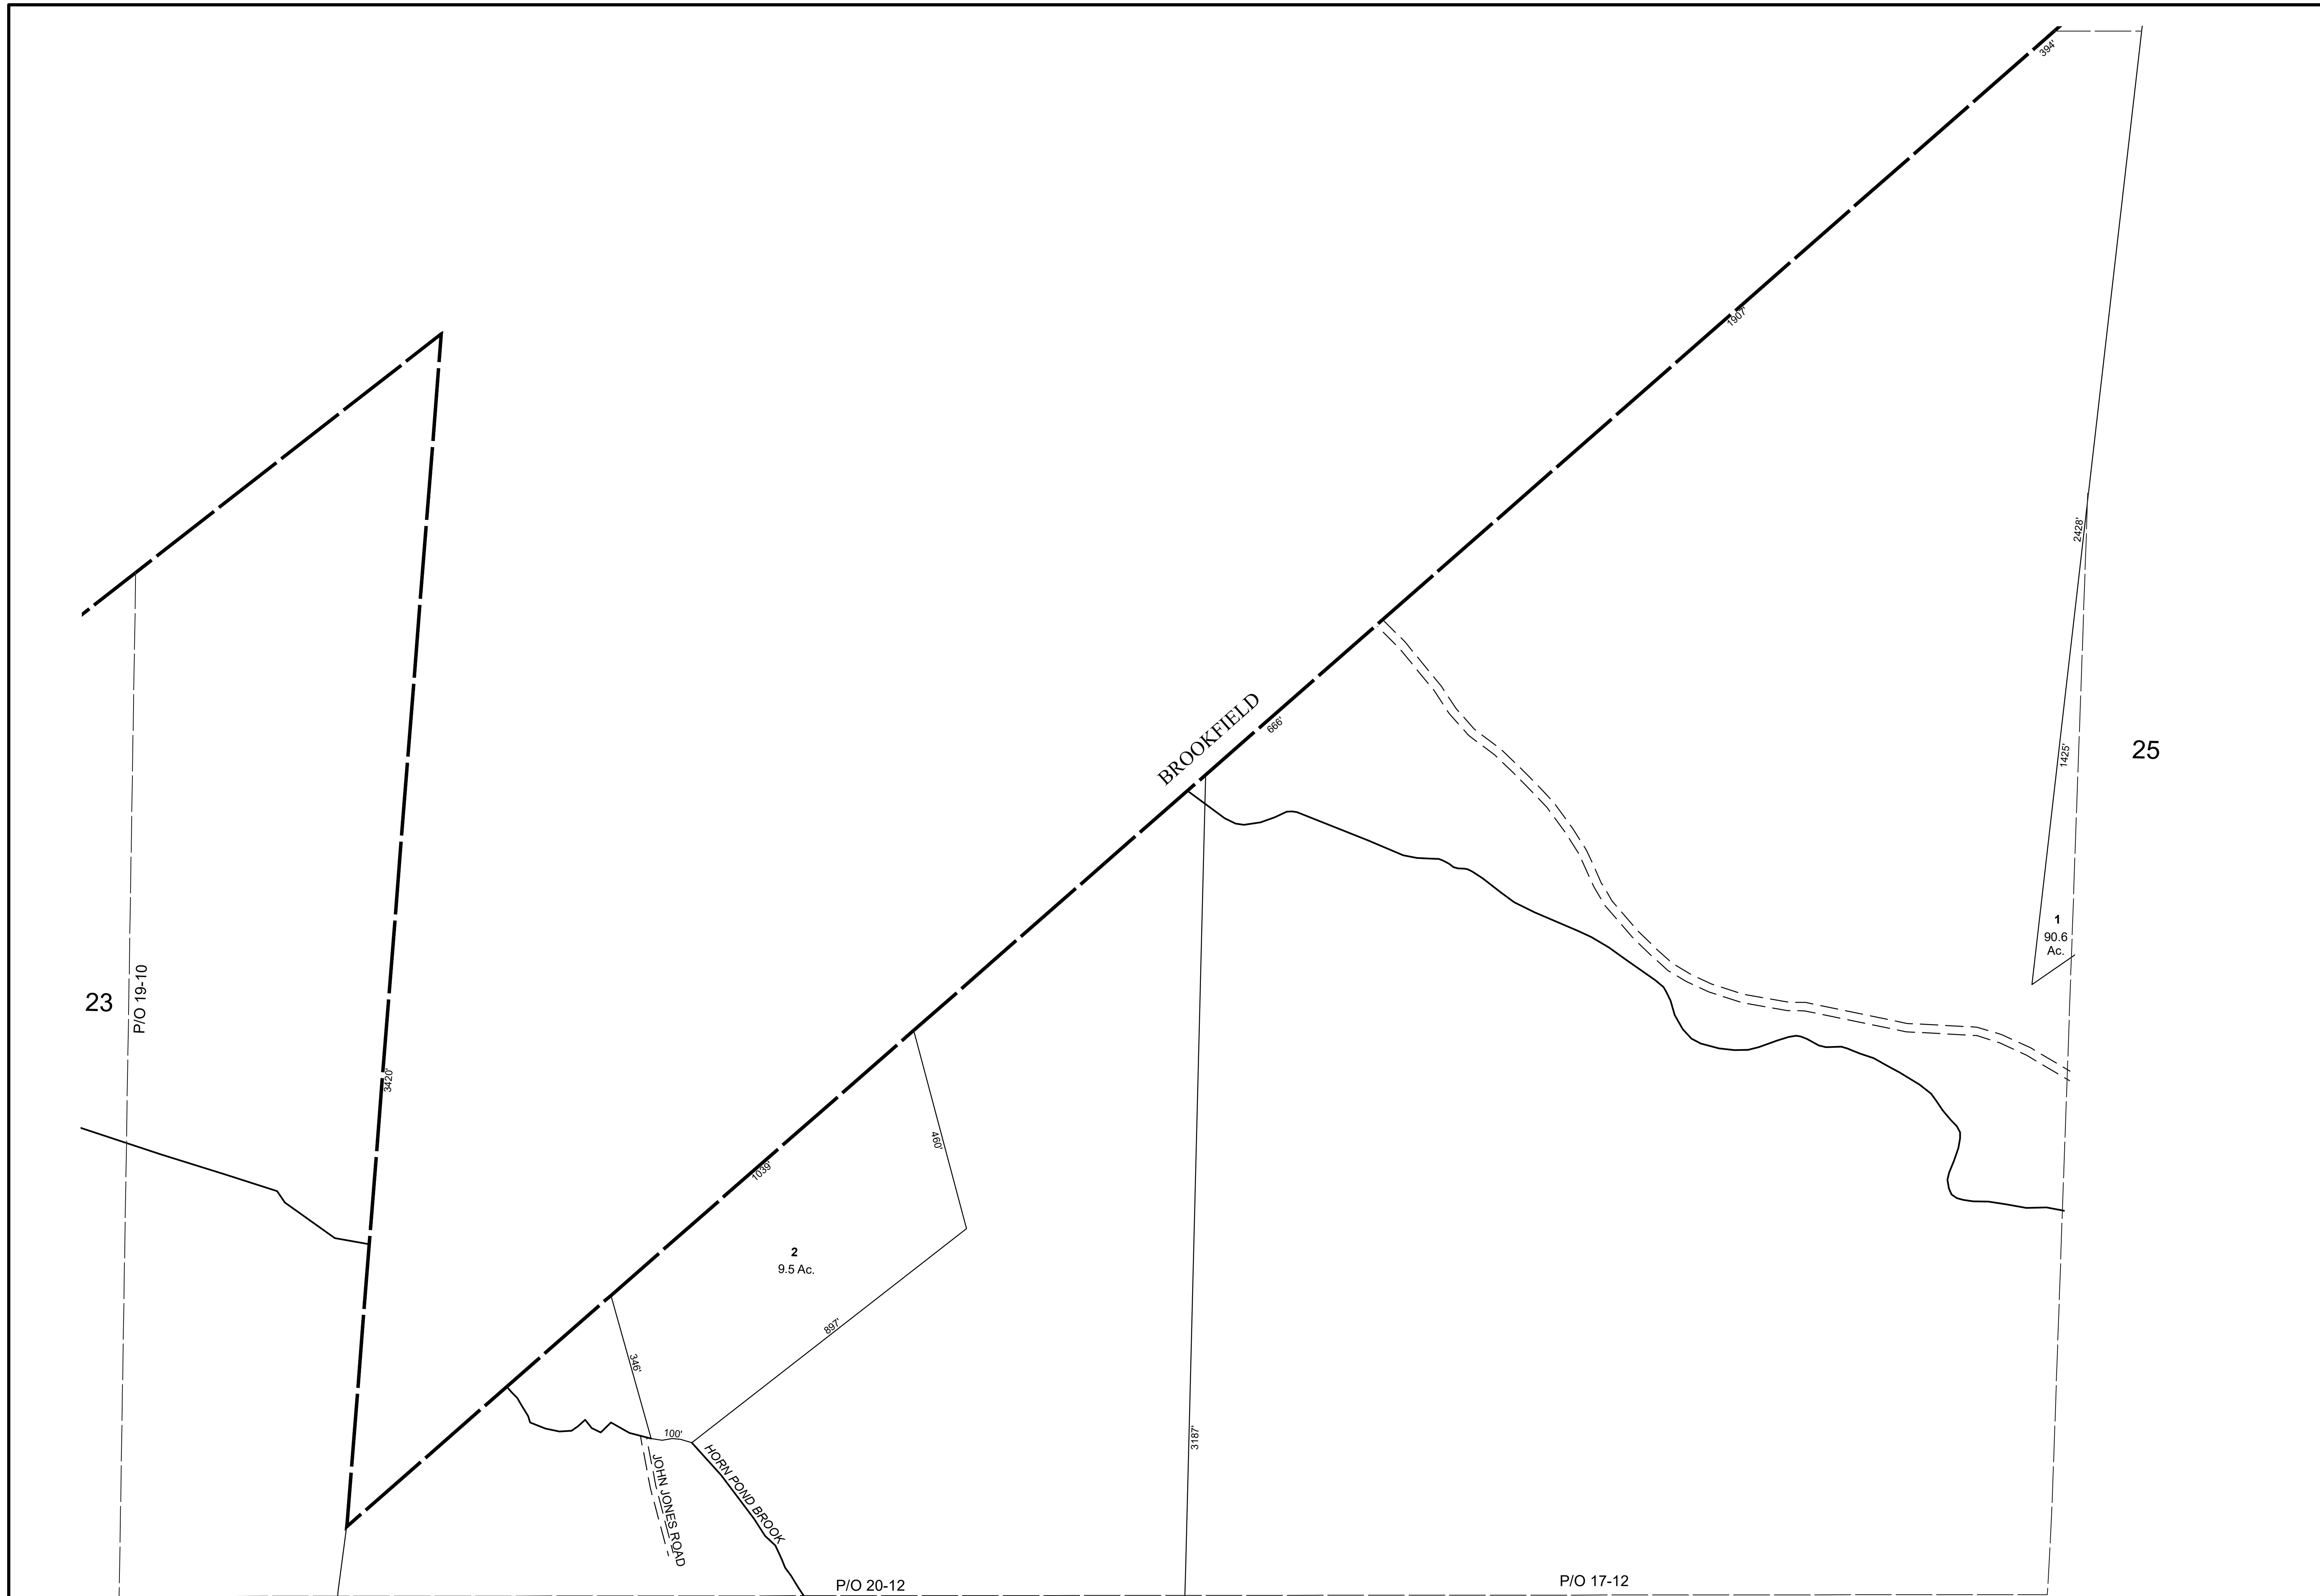 394'
1907'
2428'
BROOKFIELD
666'
1425'
25
1
90.6
Ac.
23
P/O 19-10
3420'
460'
1039'
2
9.5 Ac.
897'
346'
100'
3187'
HORN POND BROOK
JOHN JONES ROAD
P/O 20-12
P/O 17-12